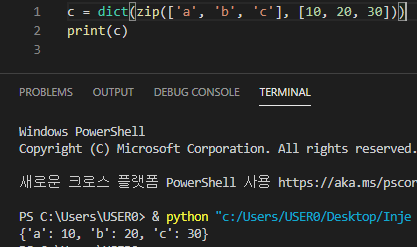 1 c = dict(zip(['a', 'b', 'c'], [10, 20, 30]))
2 print(c)
3
PROBLEMS OUTPUT DEBUG CONSOLE TERMINAL
Windows PowerShell
Copyright (C) Microsoft Corporation. All rights reserved.
새로운 크로스 플랫폼 PowerShell 사용 https://aka.ms/pscor
PS C:\Users\USER0> & python "c:/Users/USER0/Desktop/Inje
{'a': 10, 'b': 20, 'c': 30}